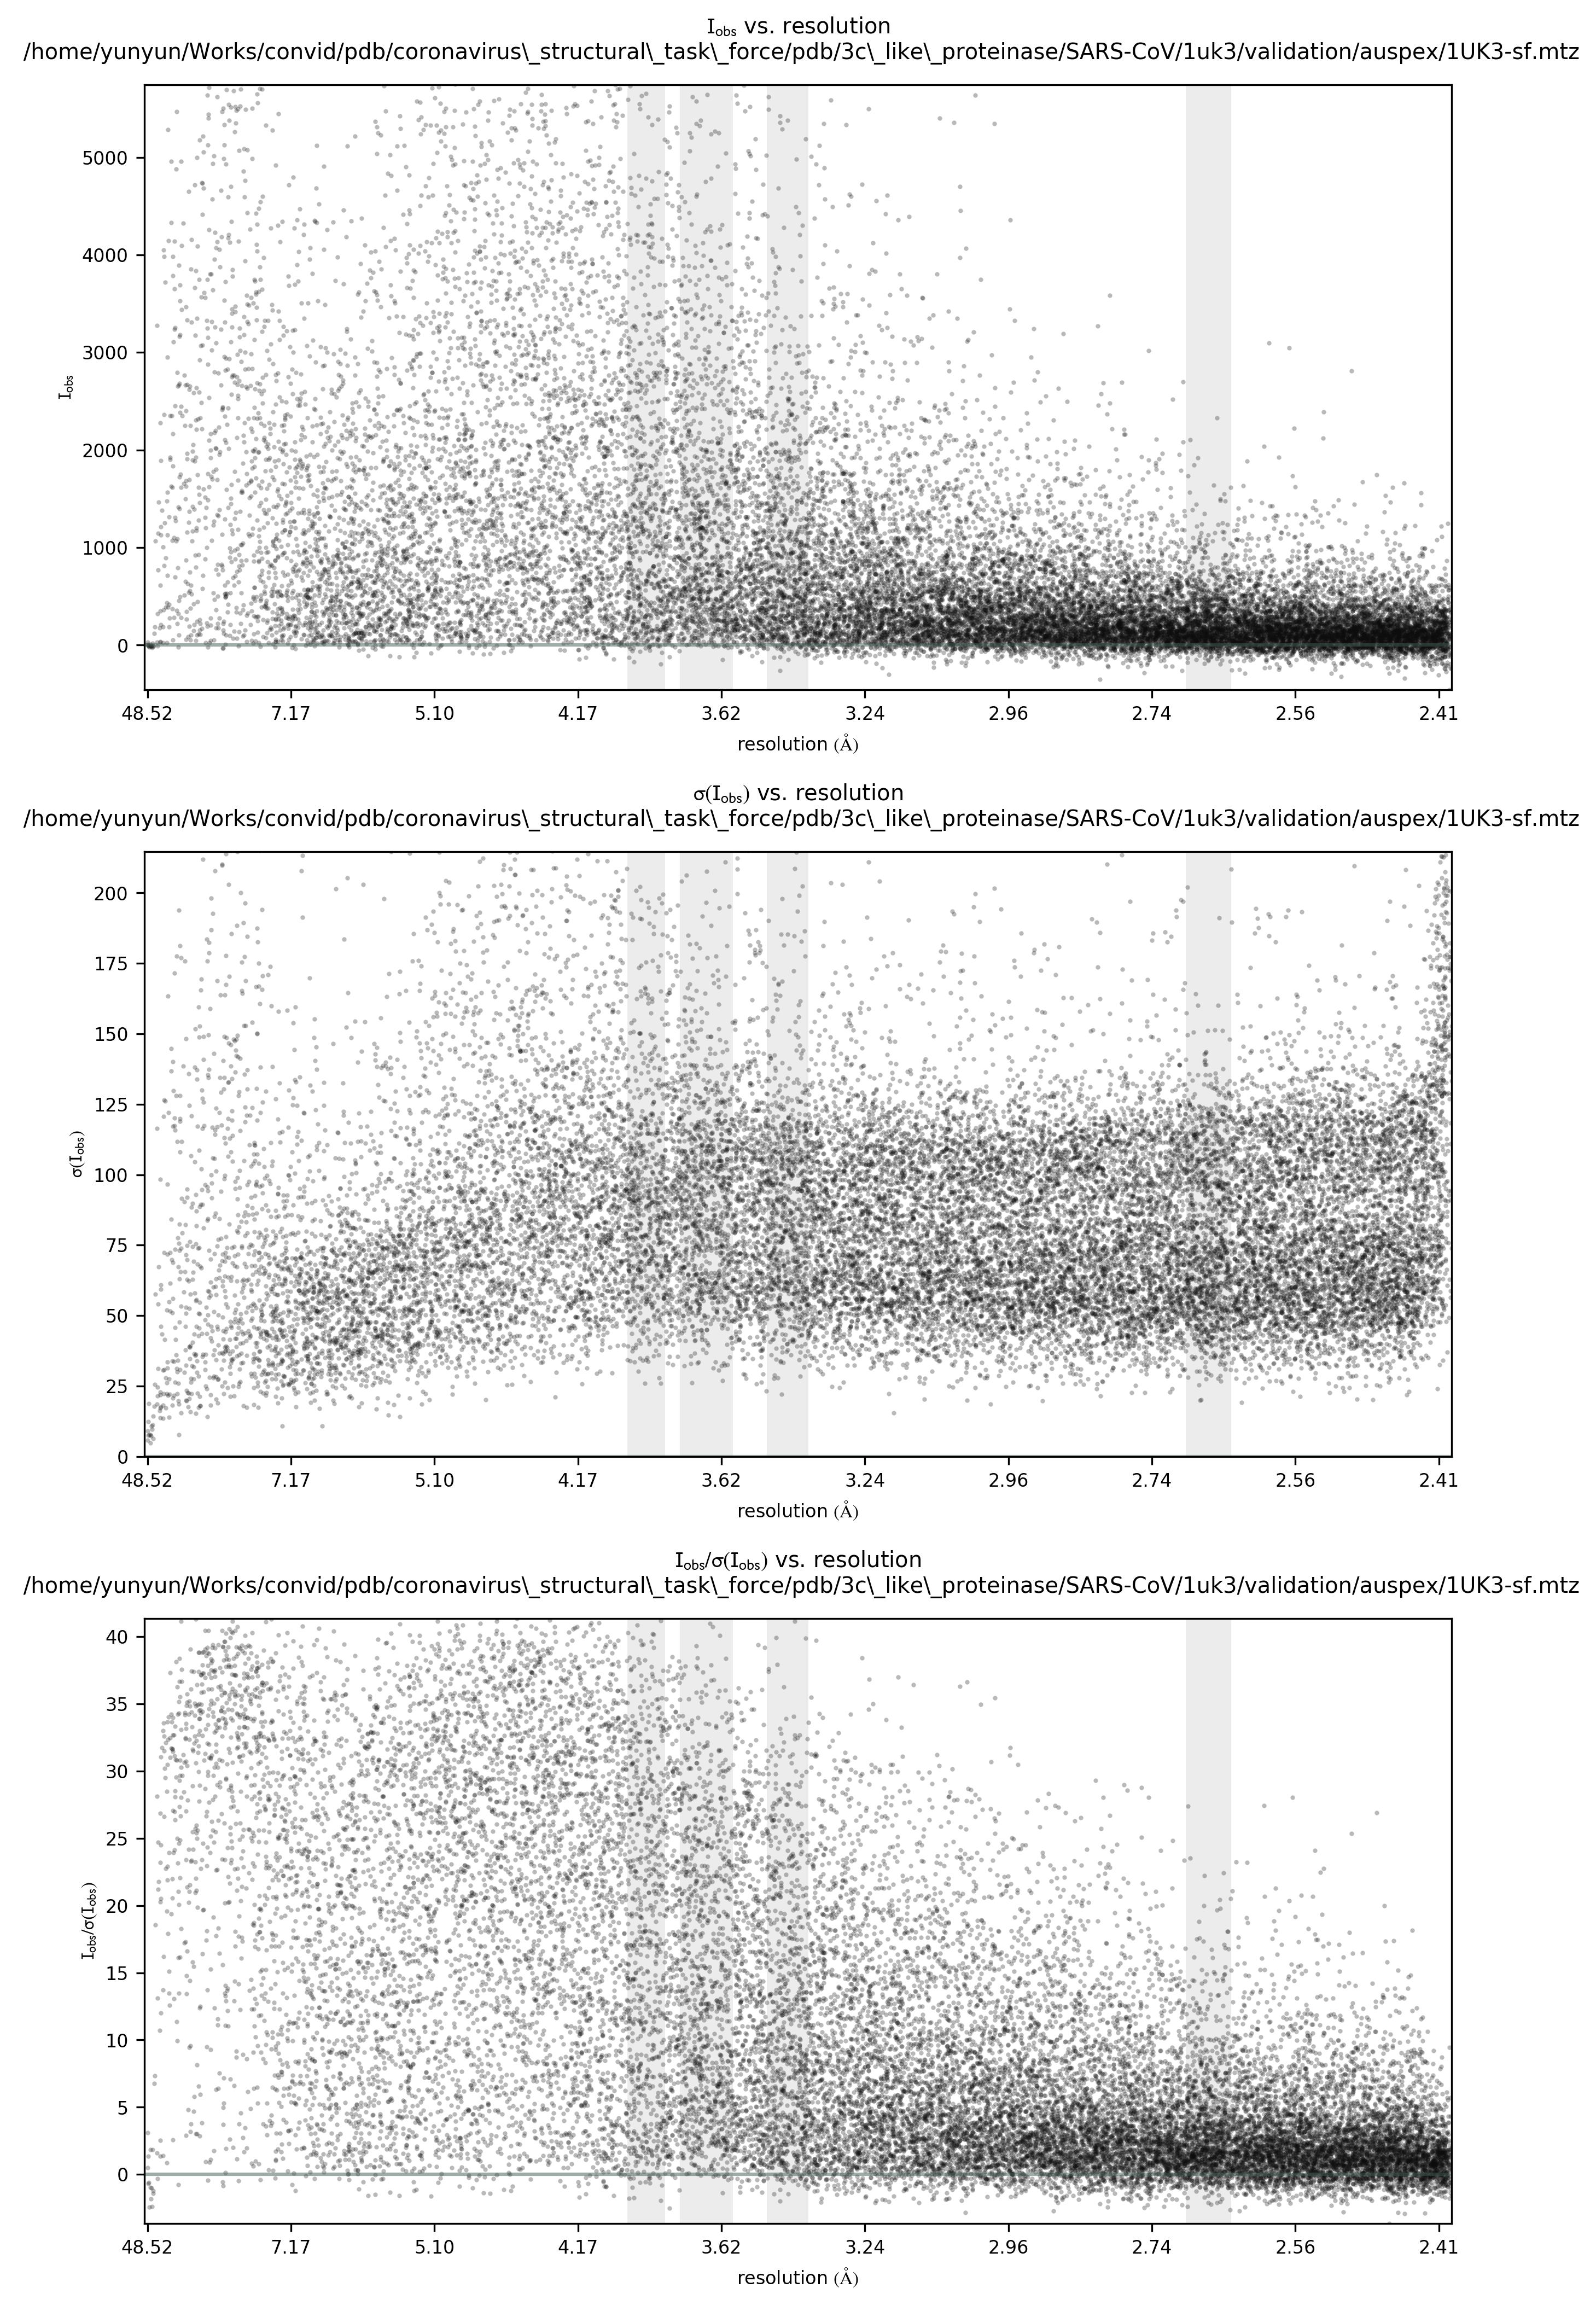 I_obs vs. resolution
/home/yunyun/Works/convid/pdb/coronavirus\_structural\_task\_force/pdb/3c\_like\_proteinase/SARS-CoV/1uk3/validation/auspex/1UK3-sf.mtz
5000
4000
3000
2000
1000
0
I_obs
48.52 7.17 5.10 4.17 3.62 3.24 2.96 2.74 2.56 2.41
resolution (Å)
σ(I_obs) vs. resolution
/home/yunyun/Works/convid/pdb/coronavirus\_structural\_task\_force/pdb/3c\_like\_proteinase/SARS-CoV/1uk3/validation/auspex/1UK3-sf.mtz
200
175
150
125
100
75
50
25
0
σ(I_obs)
48.52 7.17 5.10 4.17 3.62 3.24 2.96 2.74 2.56 2.41
resolution (Å)
I_obs/σ(I_obs) vs. resolution
/home/yunyun/Works/convid/pdb/coronavirus\_structural\_task\_force/pdb/3c\_like\_proteinase/SARS-CoV/1uk3/validation/auspex/1UK3-sf.mtz
40
35
30
25
20
15
10
5
0
I_obs/σ(I_obs)
48.52 7.17 5.10 4.17 3.62 3.24 2.96 2.74 2.56 2.41
resolution (Å)